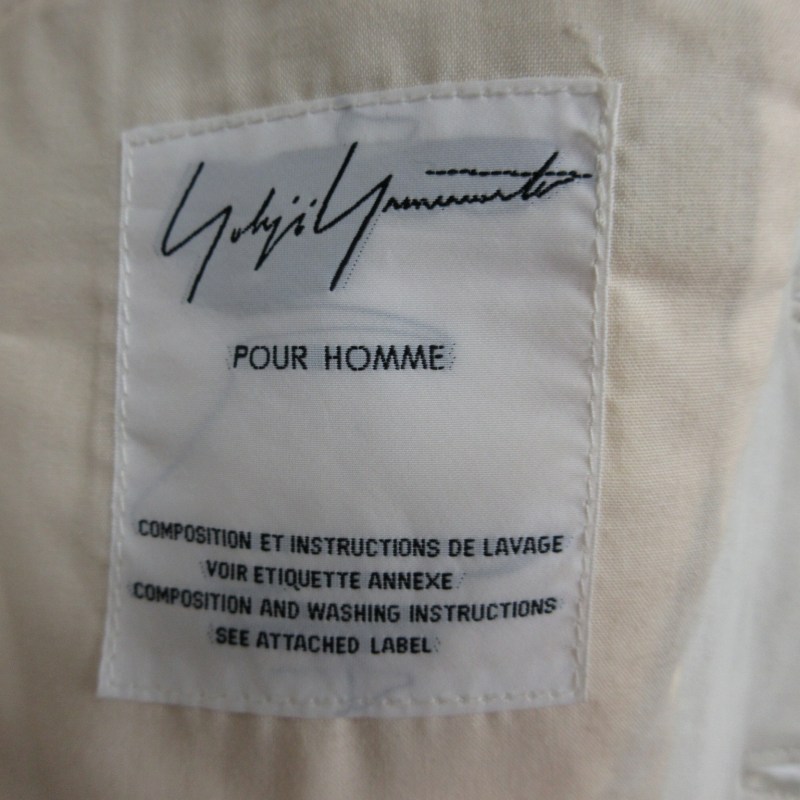 Yohji Yamamoto
POUR HOMME
COMPOSITION ET INSTRUCTIONS DE LAVAGE
VOIR ETIQUETTE ANNEXE
COMPOSITION AND WASHING INSTRUCTIONS
SEE ATTACHED LABEL